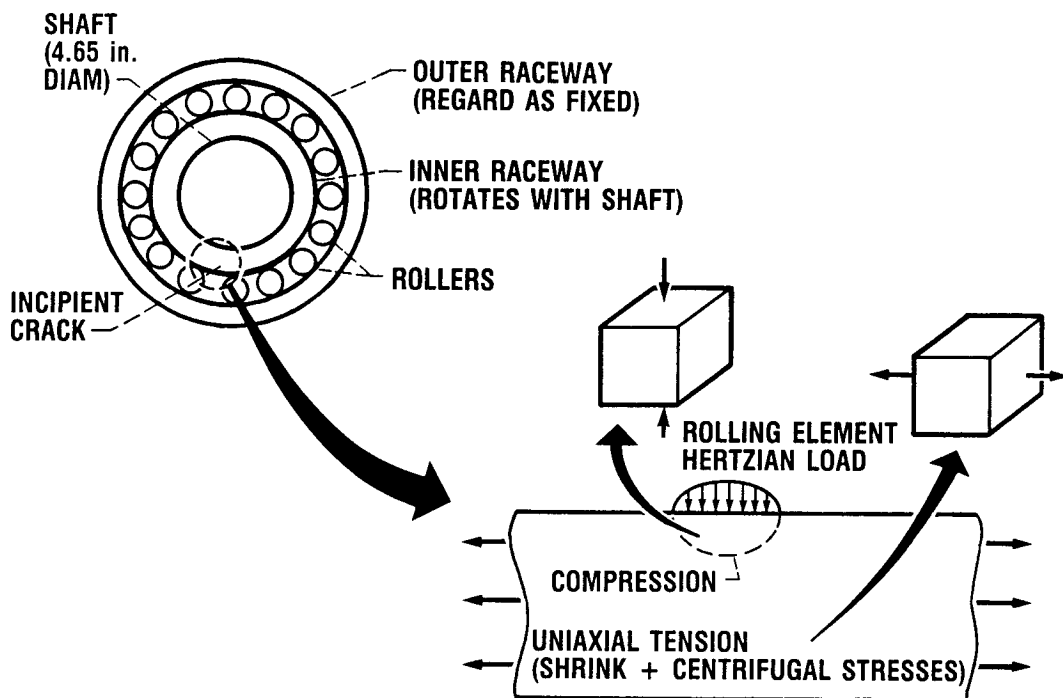 SHAFT
(4.65 in.
DIAM)
OUTER RACEWAY
(REGARD AS FIXED)
INNER RACEWAY
(ROTATES WITH SHAFT)
ROLLERS
INCIPIENT
CRACK
ROLLING ELEMENT
HERTZIAN LOAD
COMPRESSION
UNIAXIAL TENSION
(SHRINK + CENTRIFUGAL STRESSES)